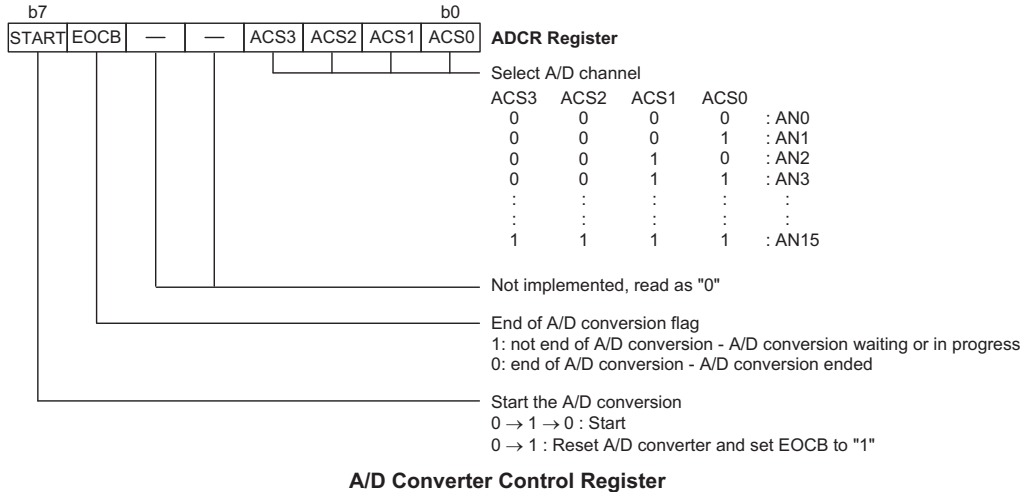 b7 b0
START EOCB — — ACS3 ACS2 ACS1 ACS0 ADCR Register
Select A/D channel
ACS3 ACS2 ACS1 ACS0
0 0 0 0 : AN0
0 0 0 1 : AN1
0 0 1 0 : AN2
0 0 1 1 : AN3
: : : : :
: : : : :
1 1 1 1 : AN15
Not implemented, read as "0"
End of A/D conversion flag
1: not end of A/D conversion - A/D conversion waiting or in progress
0: end of A/D conversion - A/D conversion ended
Start the A/D conversion
0 → 1 → 0 : Start
0 → 1 : Reset A/D converter and set EOCB to "1"
A/D Converter Control Register